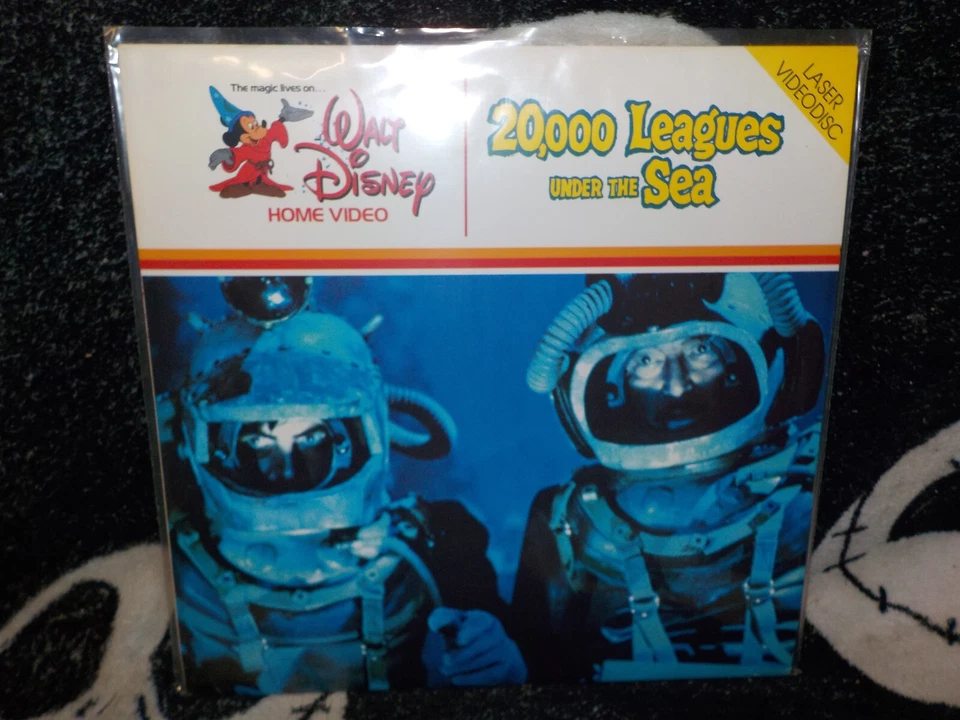 The magic lives on...
WALT
DISNEY
HOME VIDEO
20,000 Leagues
UNDER THE Sea
LASER
VIDEODISC